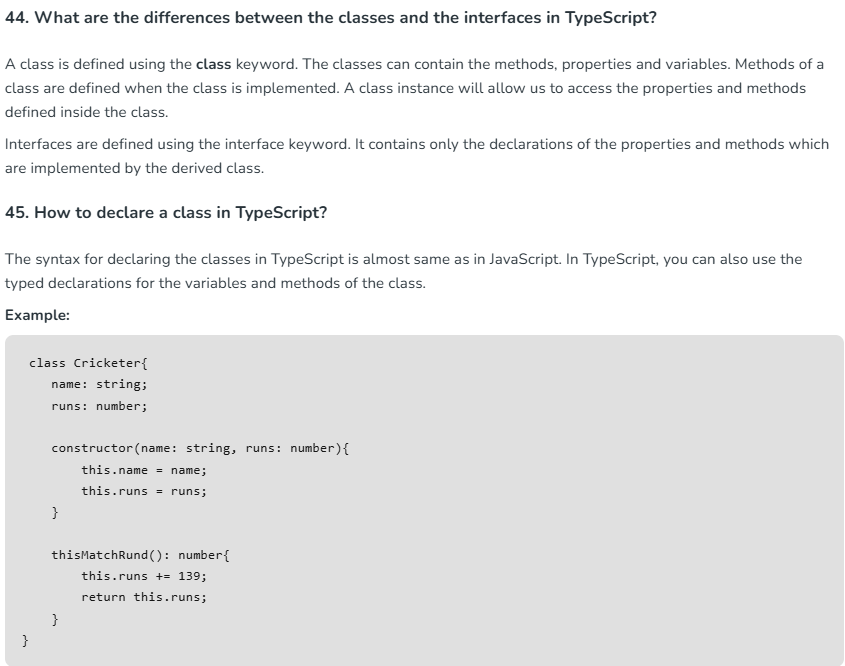 44. What are the differences between the classes and the interfaces in TypeScript?
A class is defined using the class keyword. The classes can contain the methods, properties and variables. Methods of a
class are defined when the class is implemented. A class instance will allow us to access the properties and methods
defined inside the class.
Interfaces are defined using the interface keyword. It contains only the declarations of the properties and methods which
are implemented by the derived class.
45. How to declare a class in TypeScript?
The syntax for declaring the classes in TypeScript is almost same as in JavaScript. In TypeScript, you can also use the
typed declarations for the variables and methods of the class.
Example:
class Cricketer{
name: string;
runs: number;
constructor(name: string, runs: number){
this.name = name;
this.runs = runs;
}
thisMatchRund(): number{
this.runs += 139;
return this.runs;
}
}